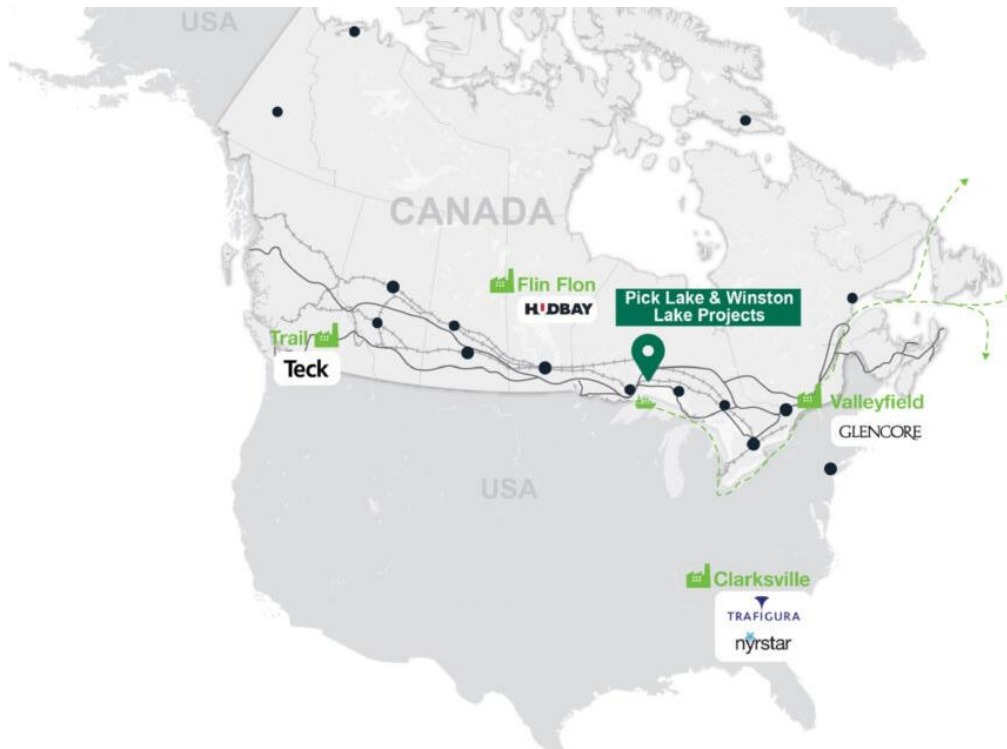 USA
CANADA
Flin Flon
HUDBAY
Pick Lake & Winston
Lake Projects
Trail
Teck
Valleyfield
GLENCORE
USA
Clarksville
TRAFIGURA
nyrstar